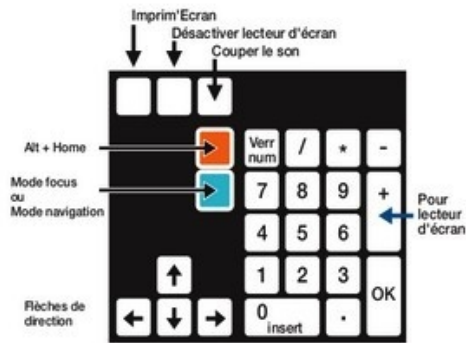 Imprim'Ecran
Désactiver lecteur d'écran
Couper le son
Alt + Home
Verr
num
/
*
-
Mode focus
ou
Mode navigation
7
8
9
+
Pour
lecteur
d'écran
4
5
6
1
2
3
OK
Flèches de
direction
0
insert
.